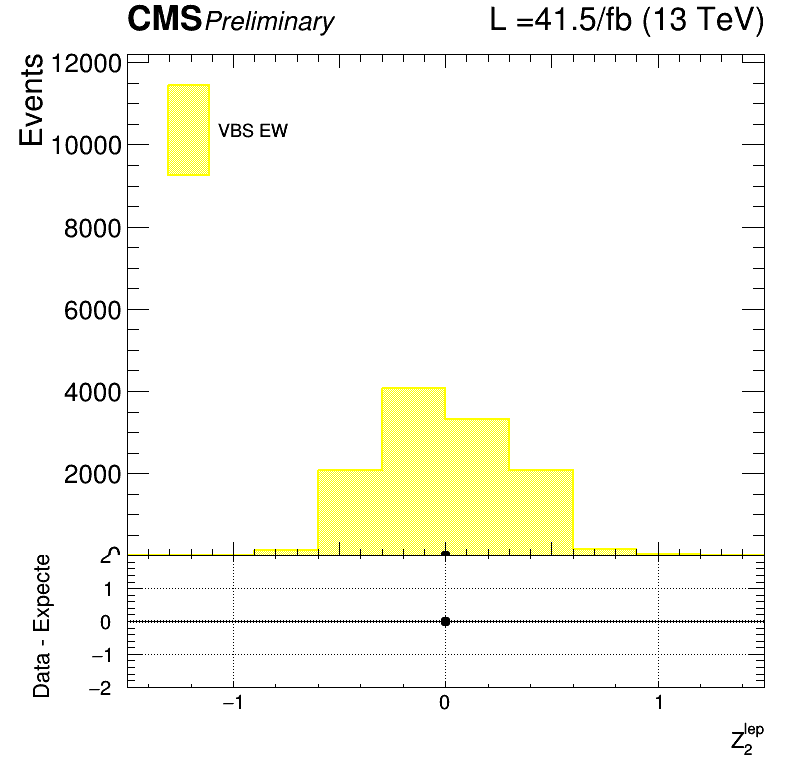 CMS Preliminary L =41.5/fb (13 TeV)
Events
12000
10000
8000
6000
4000
2000
VBS EW
Data - Expecte
2
1
0
−1
−2
−1 0 1
Z₂ˡᵉᵖ